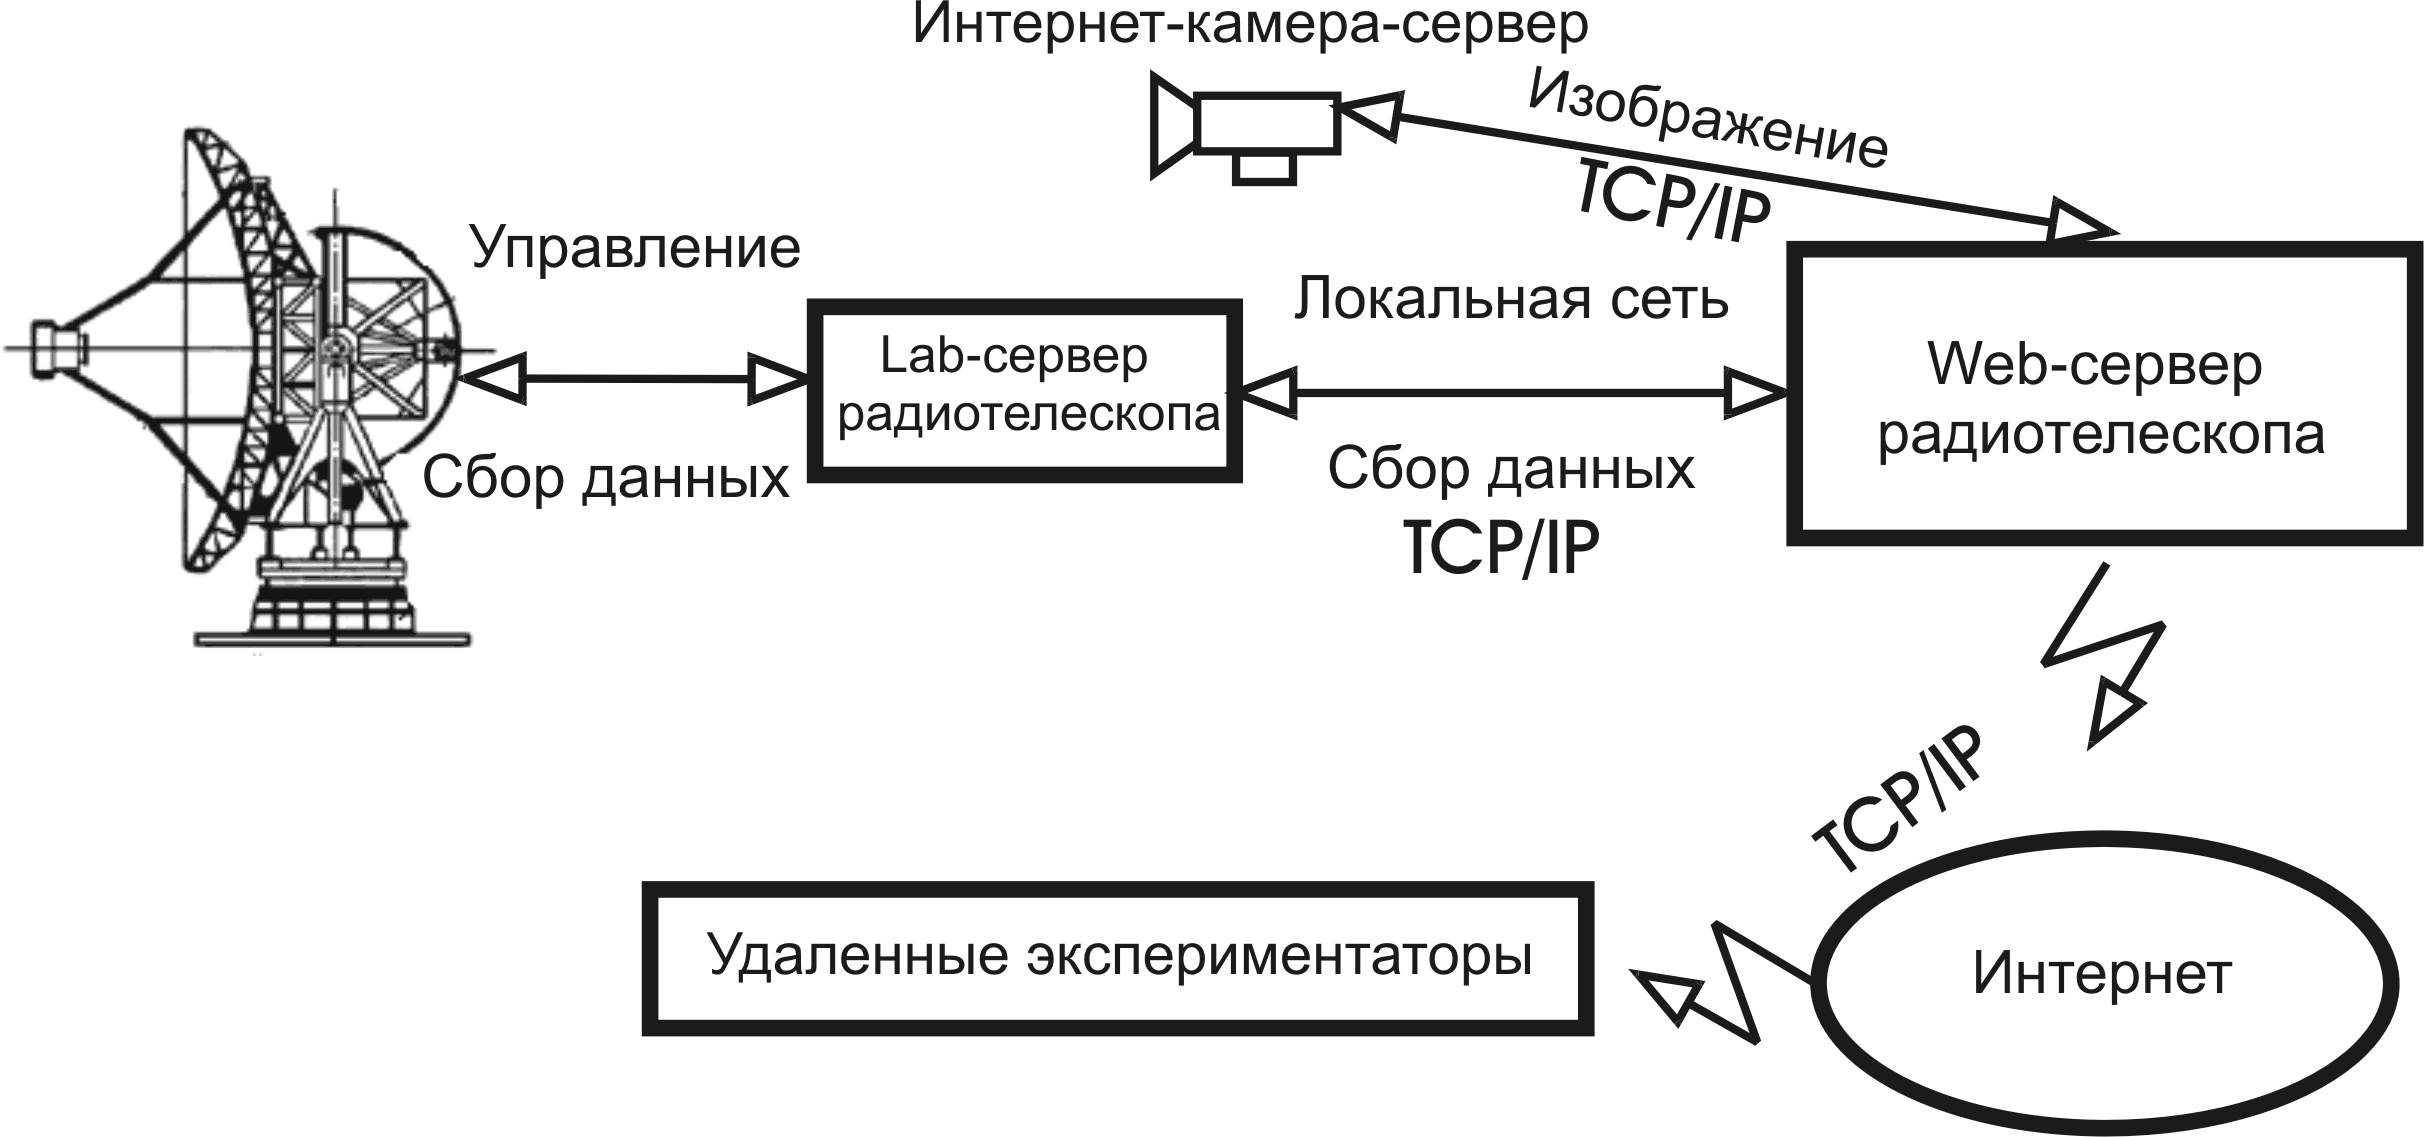 Интернет-камера-сервер
Изображение
TCP/IP
Управление
Сбор данных
Lab-сервер
радиотелескопа
Локальная сеть
Сбор данных
TCP/IP
Web-сервер
радиотелескопа
TCP/IP
Удаленные экспериментаторы
Интернет